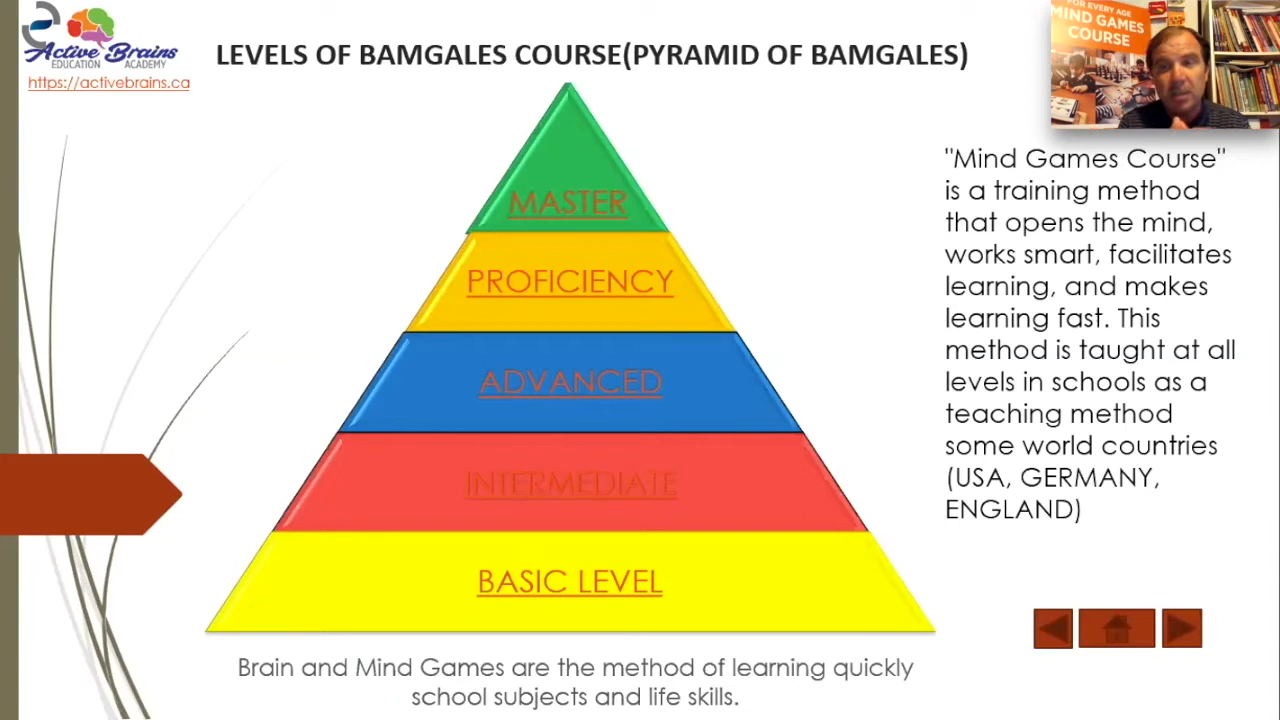 Active Brains
EDUCATION ACADEMY
https://activebrains.ca
LEVELS OF BAMGALES COURSE(PYRAMID OF BAMGALES)
FOR EVERY AGE
MIND GAMES
COURSE
MASTER
PROFICIENCY
ADVANCED
INTERMEDIATE
BASIC LEVEL
"Mind Games Course"
is a training method
that opens the mind,
works smart, facilitates
learning, and makes
learning fast. This
method is taught at all
levels in schools as a
teaching method
some world countries
(USA, GERMANY,
ENGLAND)
Brain and Mind Games are the method of learning quickly
school subjects and life skills.